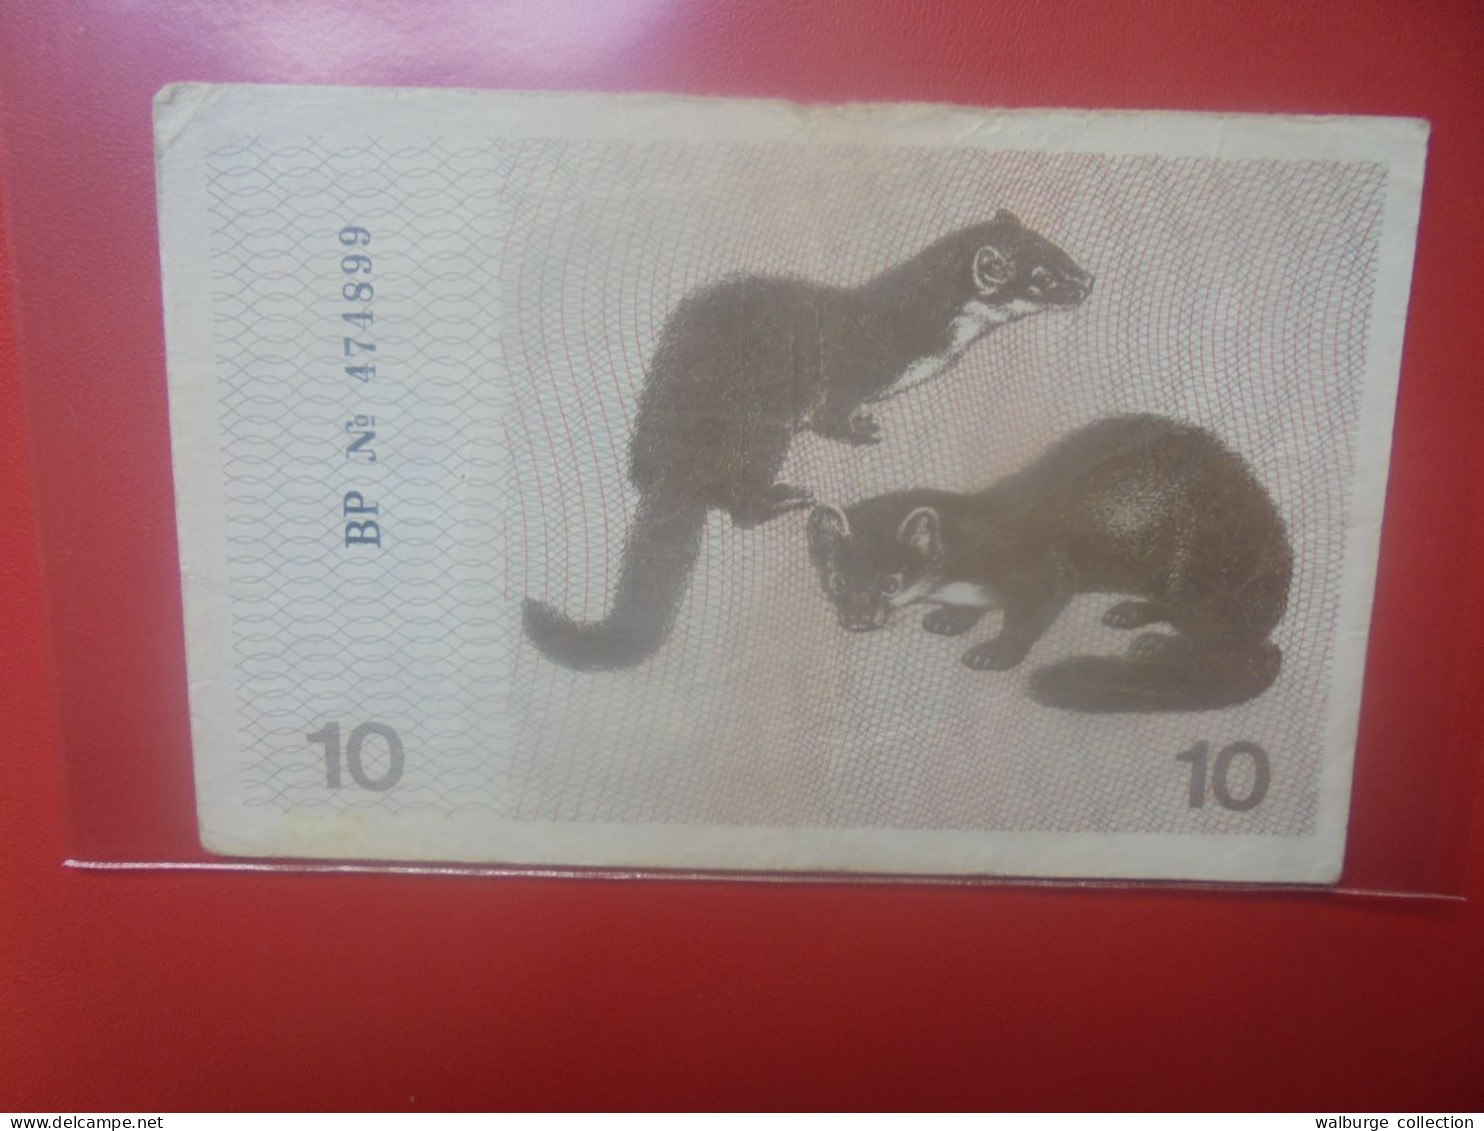 BP № 474899
10
10
www.delcampe.net
walburge collection